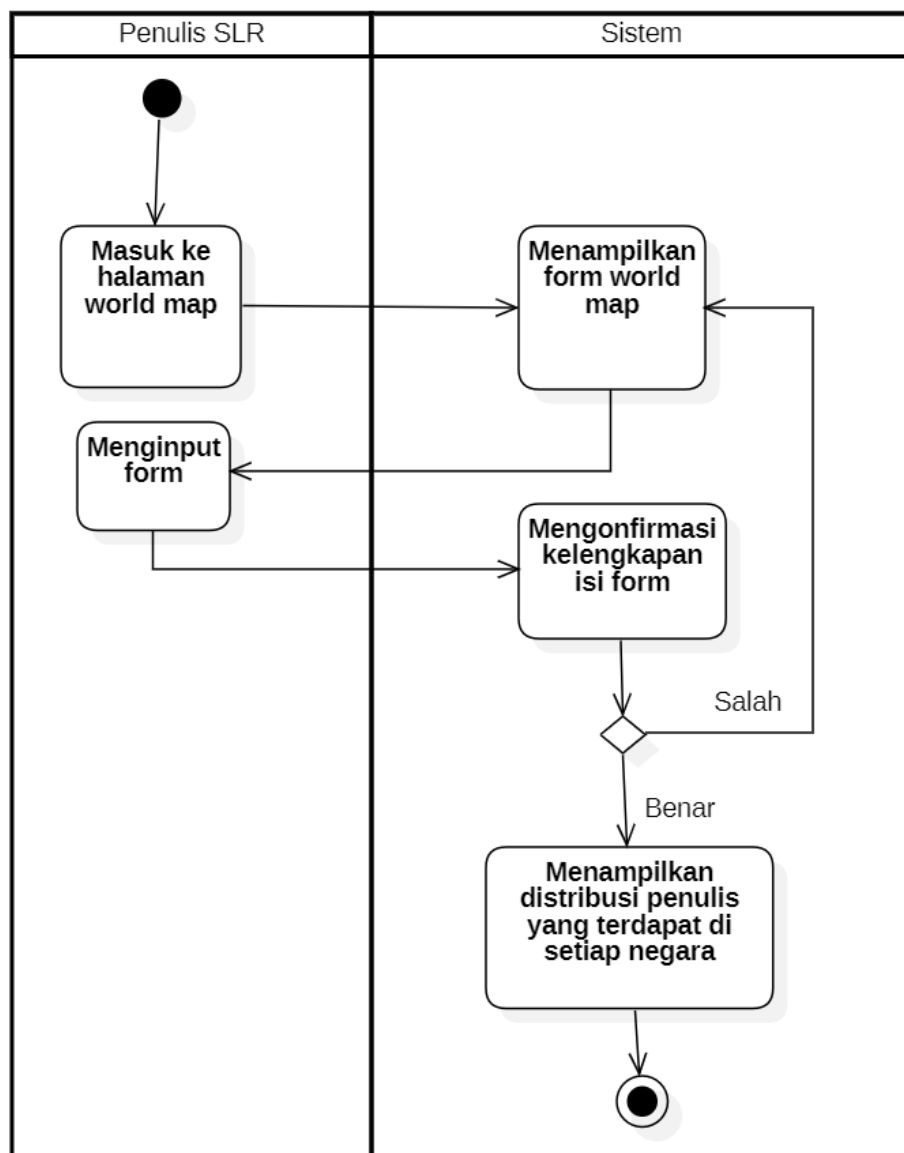 Penulis SLR
Sistem
Masuk ke
halaman
world map
Menampilkan
form world
map
Menginput
form
Mengonfirmasi
kelengkapan
isi form
Salah
Benar
Menampilkan
distribusi penulis
yang terdapat di
setiap negara